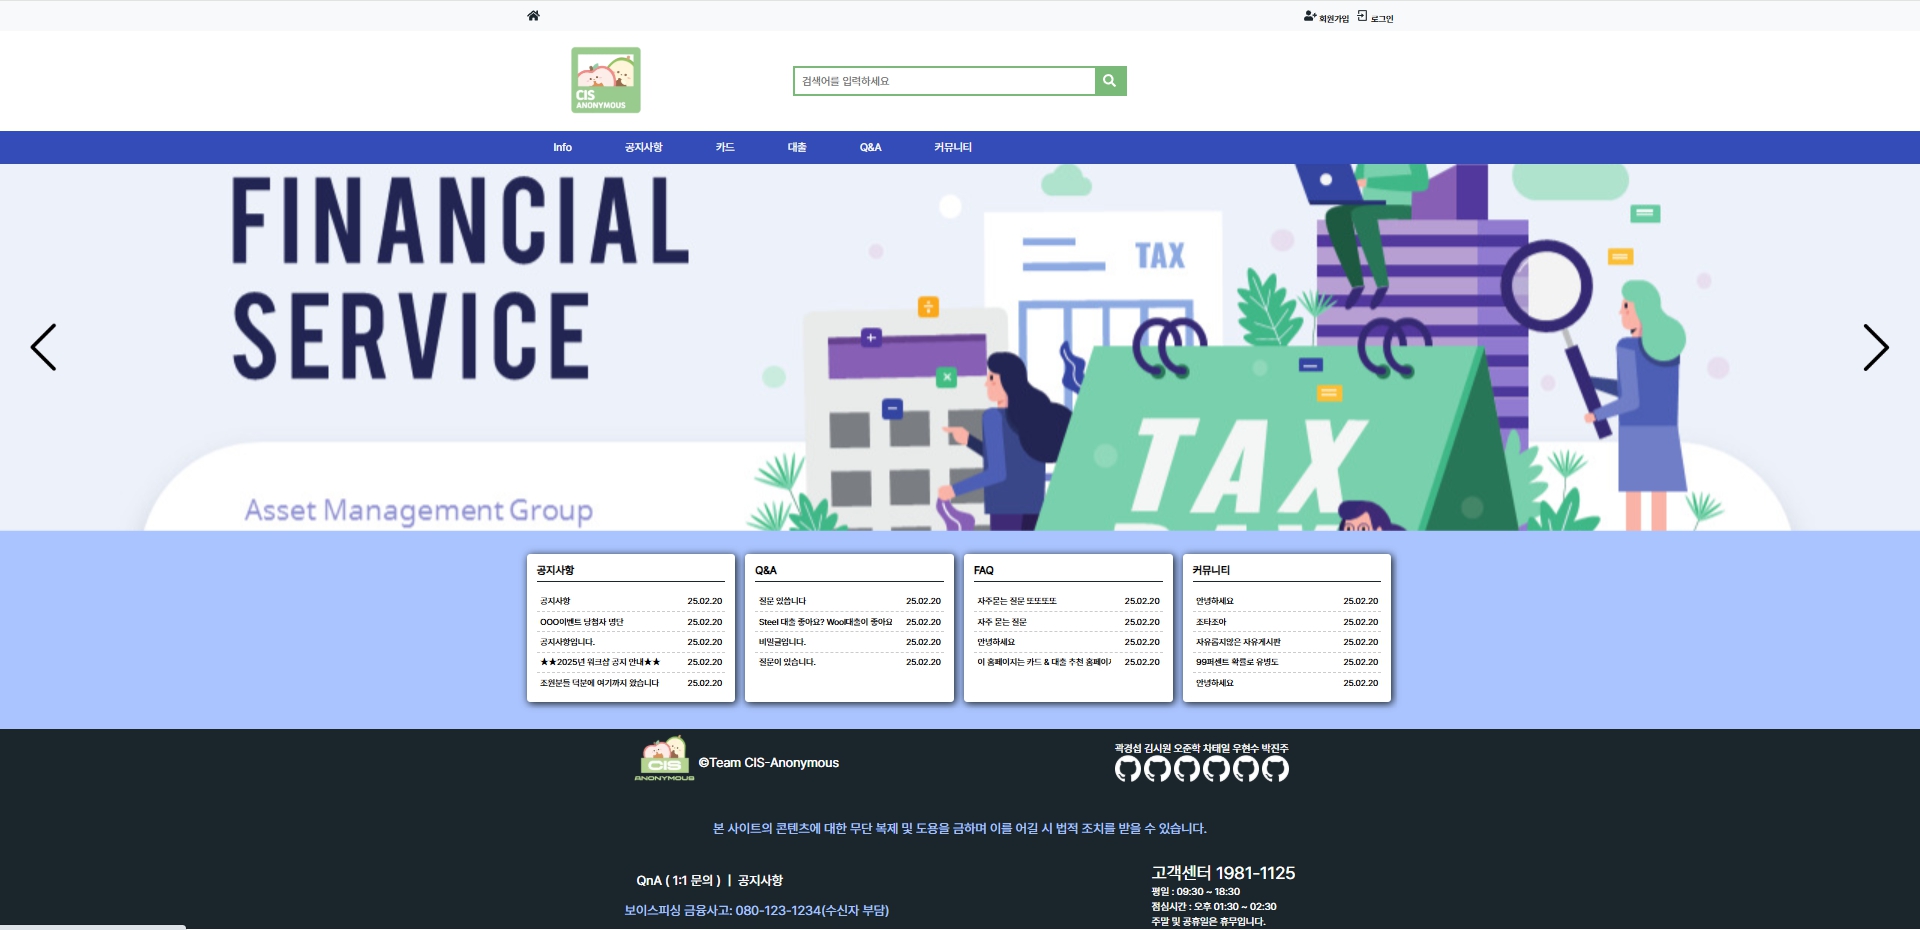 회원가입 로그인
CIS
ANONYMOUS
검색어를 입력하세요
Info 공지사항 카드 대출 Q&A 커뮤니티
FINANCIAL
SERVICE
TAX
TAX
Asset Management Group
공지사항
공지사항 25.02.20
OOO이벤트 당첨자 명단 25.02.20
공지사항입니다. 25.02.20
★★2025년 워크샵 공지 안내★★ 25.02.20
조원분들 덕분에 여기까지 왔습니다 25.02.20
Q&A
질문 있씁니다 25.02.20
Steel 대출 좋아요? Wool대출이 좋아요 25.02.20
비밀글입니다. 25.02.20
질문이 있습니다. 25.02.20
FAQ
자주묻는 질문 또또또또 25.02.20
자주 묻는 질문 25.02.20
안녕하세요 25.02.20
이 홈페이지는 카드 & 대출 추천 홈페이지 25.02.20
커뮤니티
안녕하세요 25.02.20
조타조아 25.02.20
자유롭지않은 자유게시판 25.02.20
99퍼센트 확률로 유병도 25.02.20
안녕하세요 25.02.20
CIS
ANONYMOUS
©Team CIS-Anonymous
곽경섭 김시원 오준학 차태일 우현수 박진주
본 사이트의 콘텐츠에 대한 무단 복제 및 도용을 금하며 이를 어길 시 법적 조치를 받을 수 있습니다.
QnA ( 1:1 문의 ) | 공지사항
보이스피싱 금융사고: 080-123-1234(수신자 부담)
고객센터 1981-1125
평일 : 09:30 ~ 18:30
점심시간 : 오후 01:30 ~ 02:30
주말 및 공휴일은 휴무입니다.